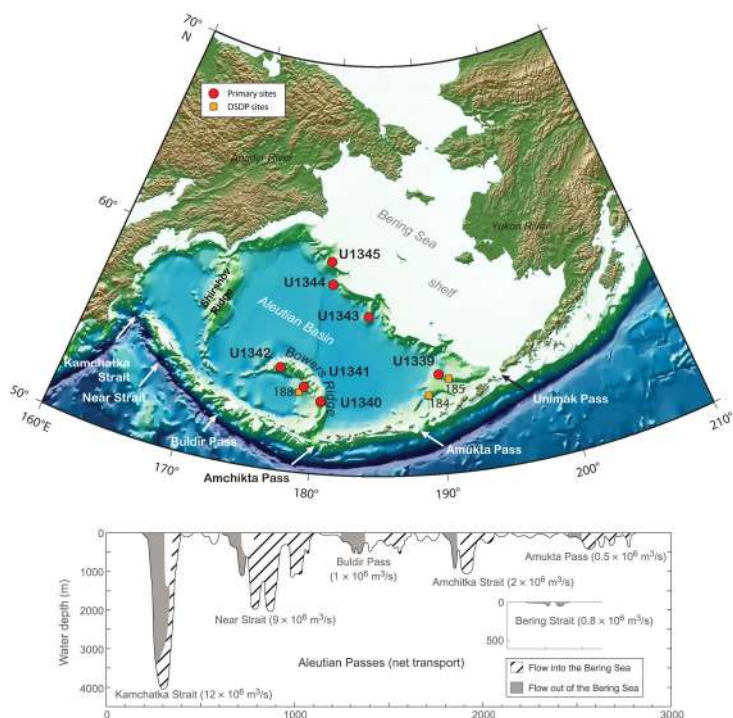 70°
N
Primary sites
DSDP sites
Anadyr River
60°
Bering Sea
shelf
Yukon River
U1345
U1344
Shirshov
Ridge
Aleutian Basin
U1343
U1342
Bowers Ridge
U1341
U1339
Kamchatka
Strait
188
185
50°
160°E
Near Strait
U1340
184
Unimak Pass
210°
Buldir Pass
Amukta Pass
170°
Amchikta Pass
200°
180°
190°
0
1000
2000
3000
4000
Water depth (m)
Buldir Pass
(1 × 10⁶ m³/s)
Amukta Pass (0.5 × 10⁶ m³/s)
Amchitka Strait (2 × 10⁶ m³/s)
0
500
Bering Strait (0.8 × 10⁶ m³/s)
Near Strait (9 × 10⁶ m³/s)
Aleutian Passes (net transport)
Flow into the Bering Sea
Flow out of the Bering Sea
Kamchatka Strait (12 × 10⁶ m³/s)
0
1000
2000
3000